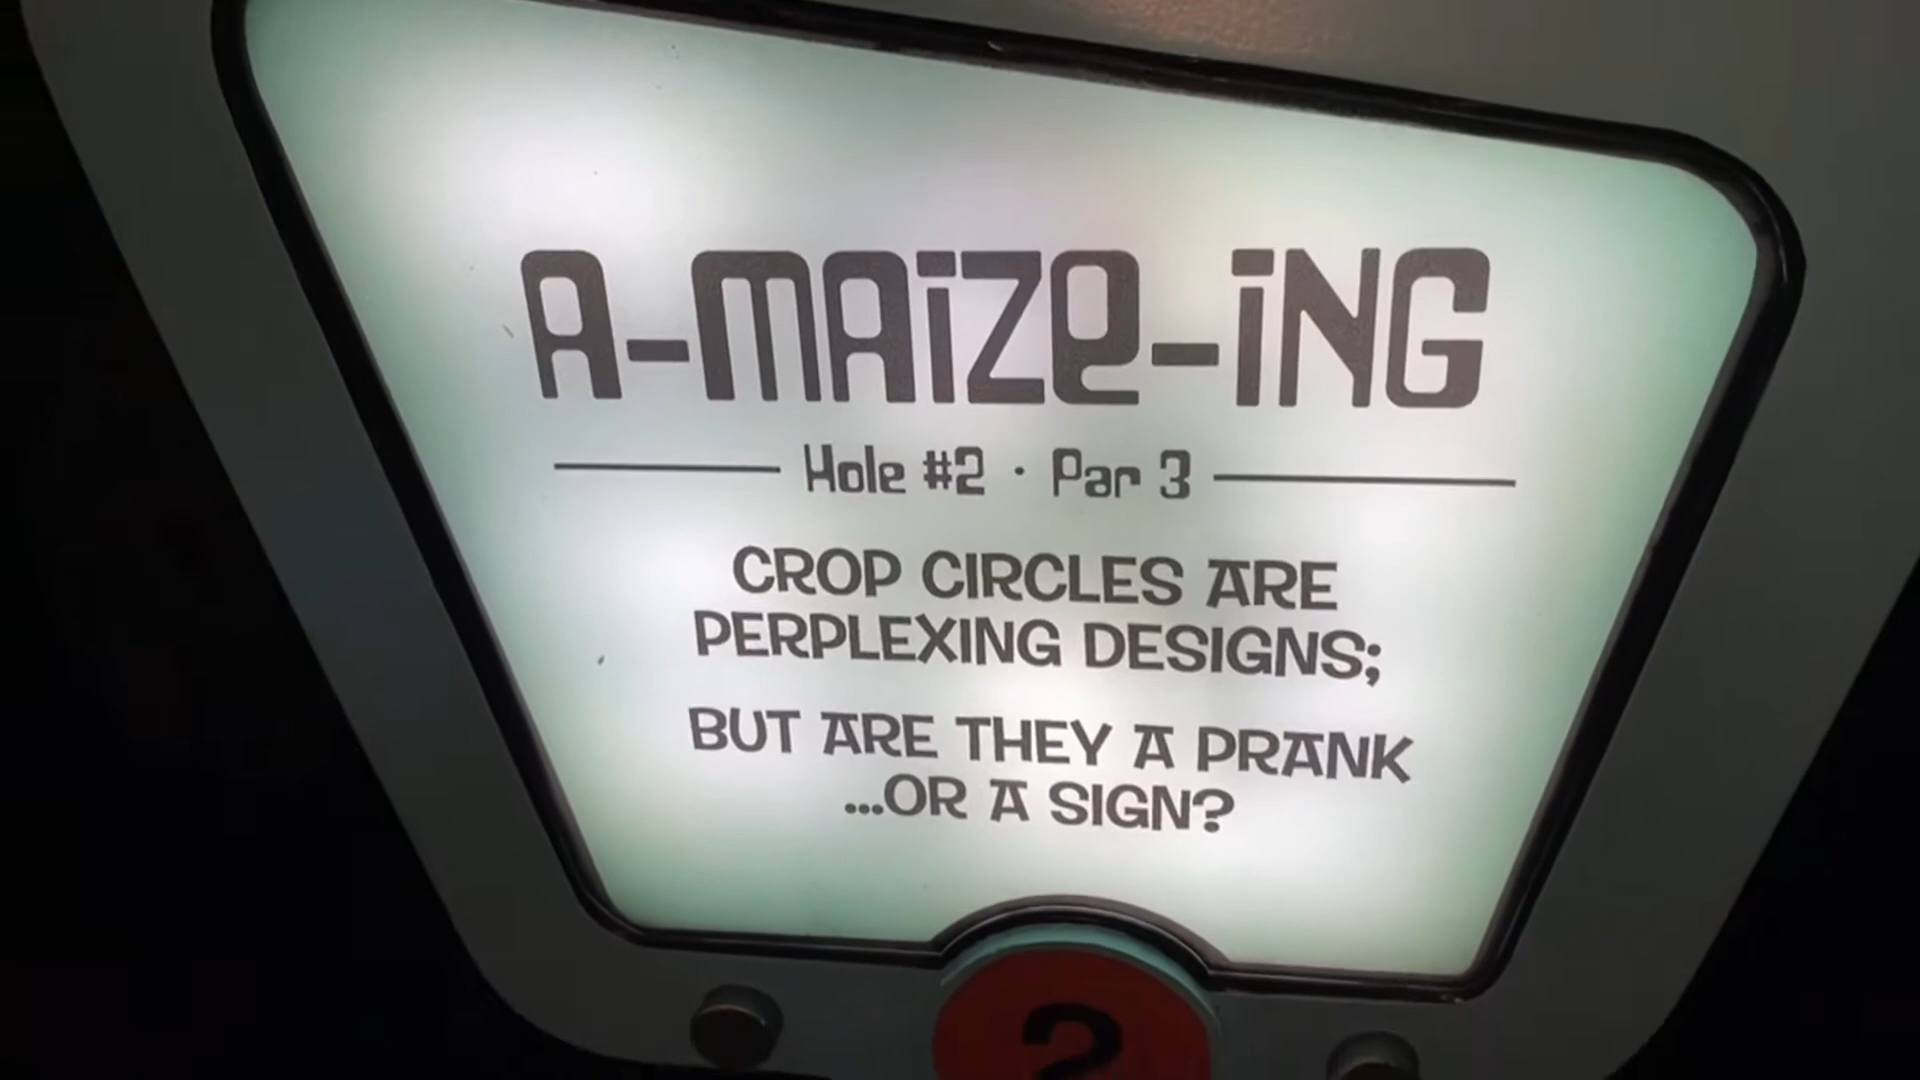 A-MAiZe-iNG
Hole #2 · Par 3
CROP CIRCLES ARE
PERPLEXING DESIGNS;
BUT ARE THEY A PRANK
...OR A SIGN?
2